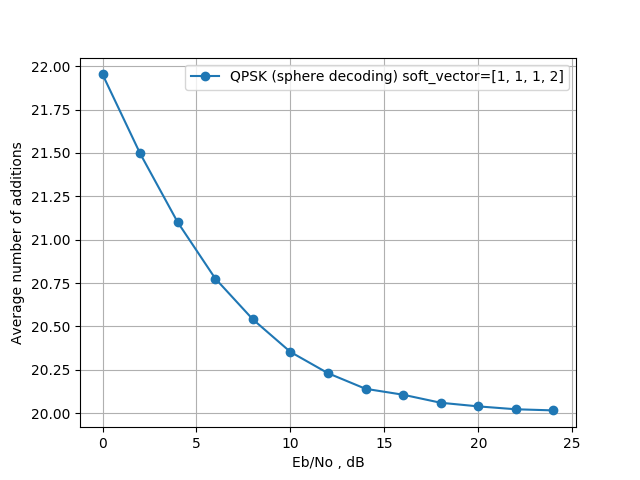 QPSK (sphere decoding) soft_vector=[1, 1, 1, 2]
22.00
21.75
21.50
21.25
21.00
20.75
20.50
20.25
20.00
Average number of additions
0 5 10 15 20 25
Eb/No , dB